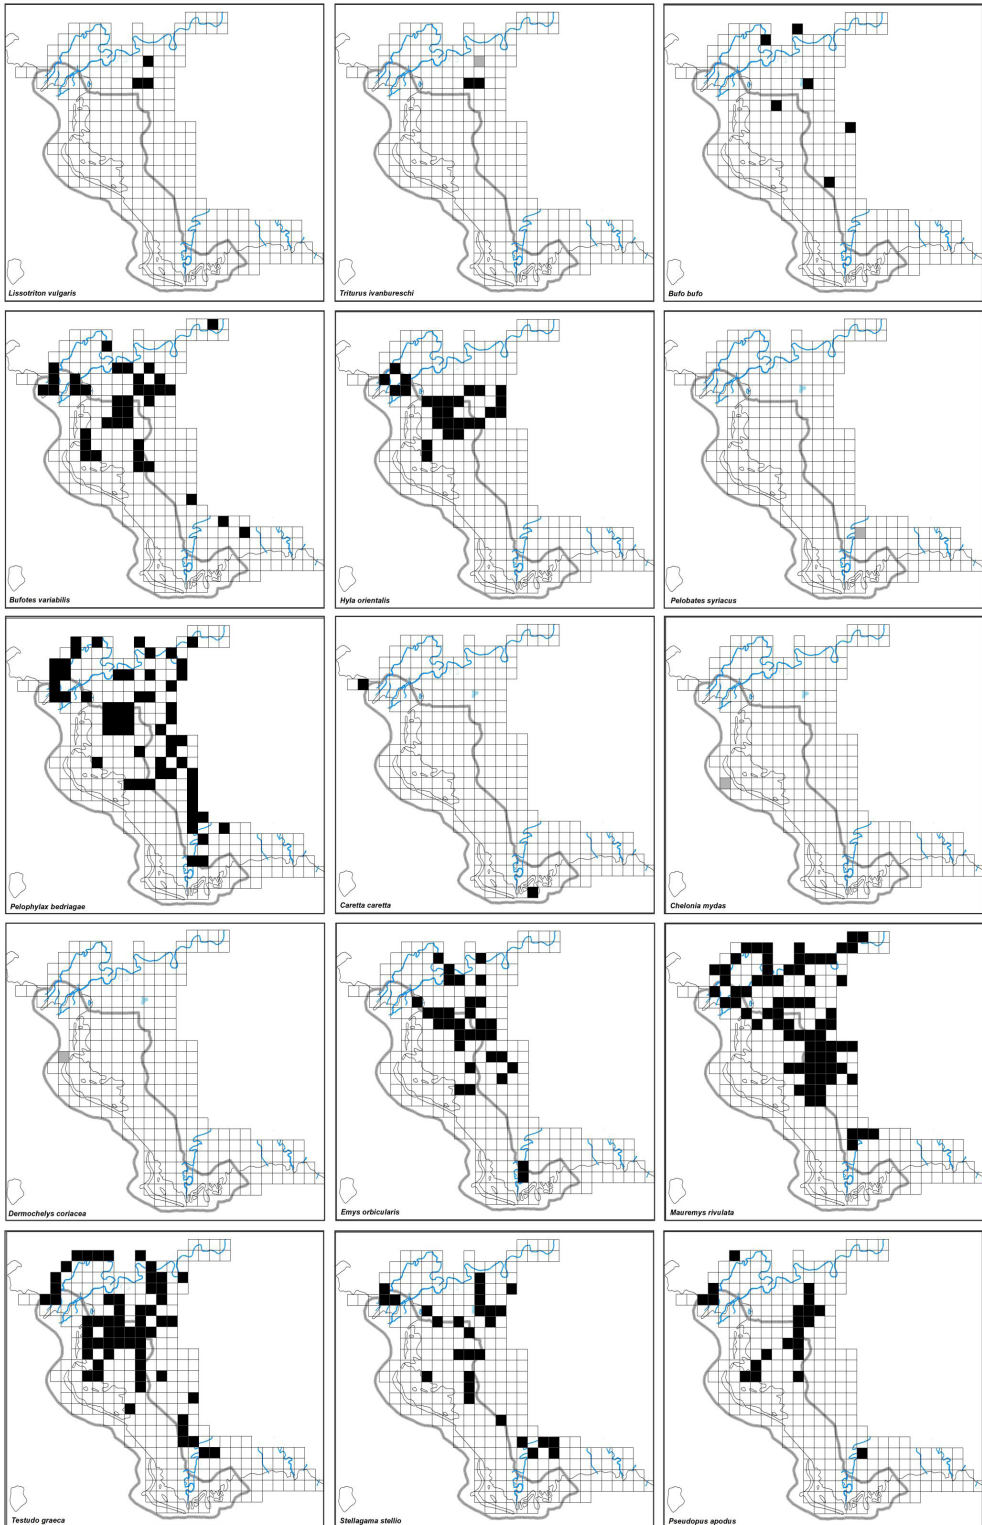 Lissotriton vulgaris
Triturus ivanbureschi
Bufo bufo
Bufotes variabilis
Hyla orientalis
Pelobates syriacus
Pelophylax bedriagae
Caretta caretta
Chelonia mydas
Dermochelys coriacea
Emys orbicularis
Mauremys rivulata
Testudo graeca
Stellagama stellio
Pseudopus apodus